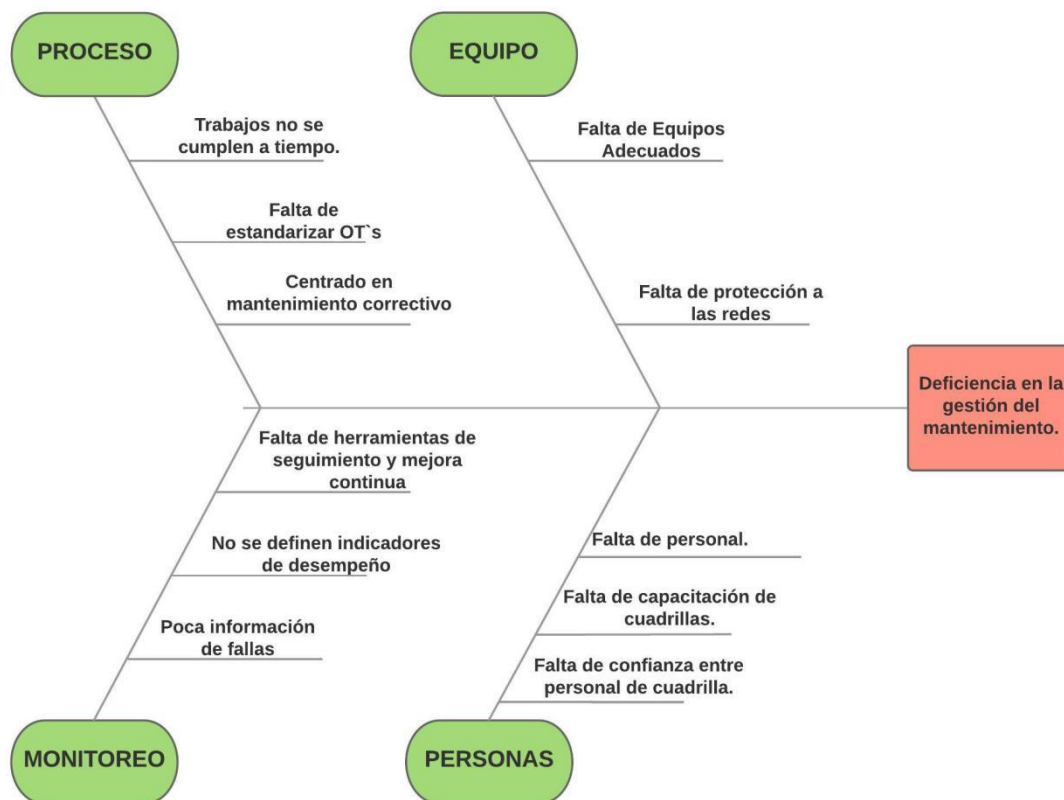 PROCESO
EQUIPO
Trabajos no se
cumplen a tiempo.
Falta de
estandarizar OT`s
Centrado en
mantenimiento correctivo
Falta de Equipos
Adecuados
Falta de protección a
las redes
Deficiencia en la
gestión del
mantenimiento.
Falta de herramientas de
seguimiento y mejora
continua
No se definen indicadores
de desempeño
Poca información
de fallas
Falta de personal.
Falta de capacitación de
cuadrillas.
Falta de confianza entre
personal de cuadrilla.
MONITOREO
PERSONAS